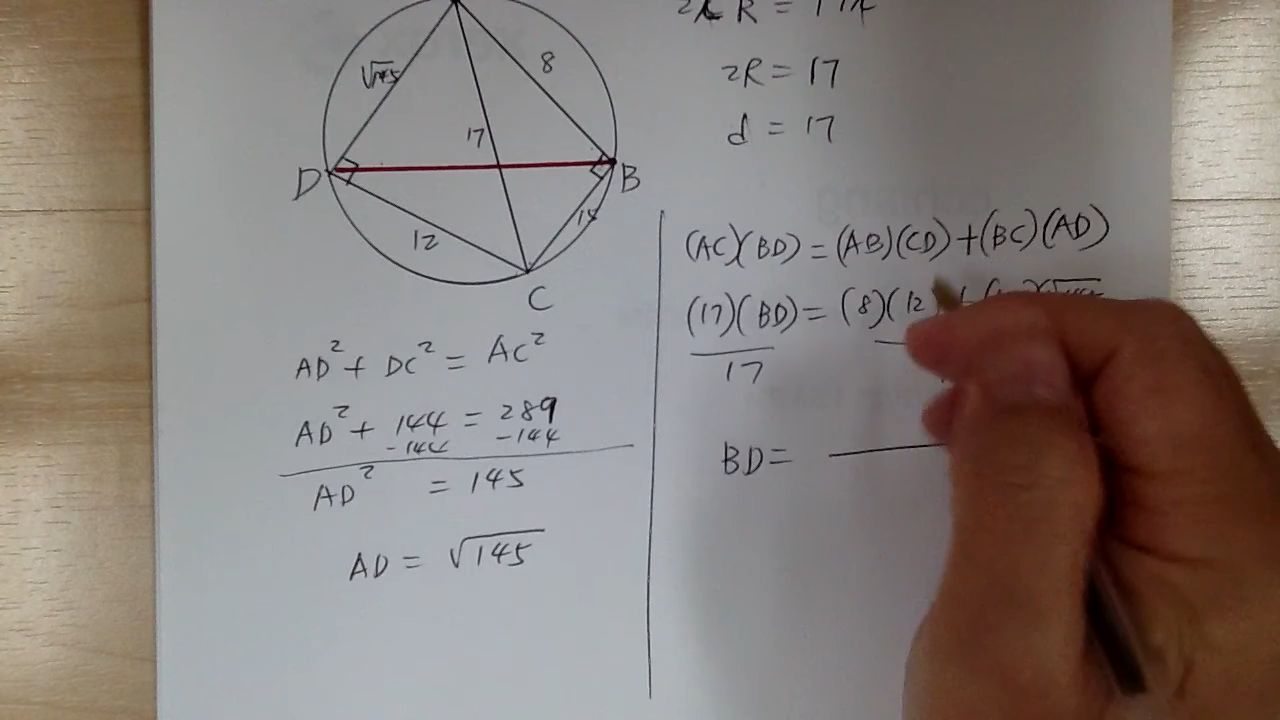 2R = 17
d = 17
√145
8
17
D
B
12
15
C
(AC)(BD) = (AB)(CD) + (BC)(AD)
(17)(BD) = (8)(12
17
BD =
AD² + DC² = AC²
AD² + 144 = 289
-144 -144
AD² = 145
AD = √145